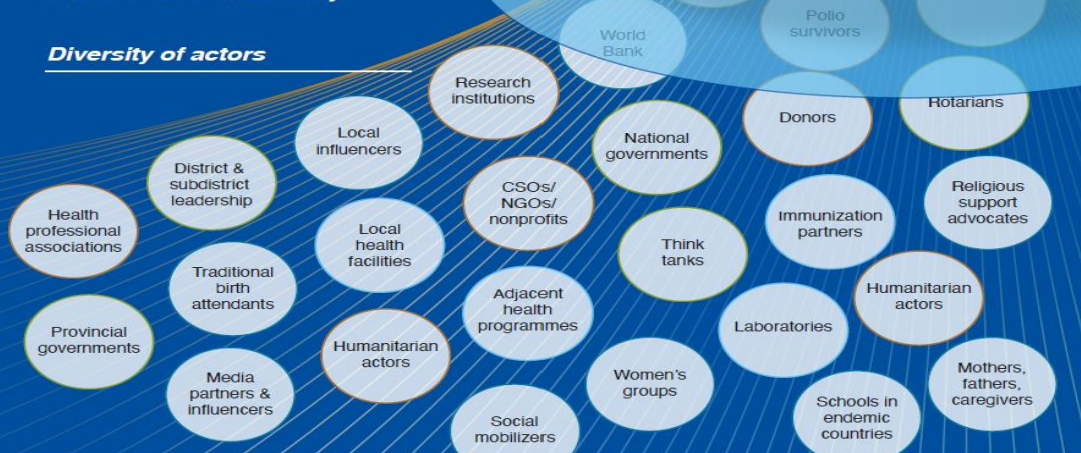 Diversity of actors
World
Bank
Polio
survivors
Research
institutions
Donors
Rotarians
Local
influencers
National
governments
District &
subdistrict
leadership
CSOs/
NGOs/
nonprofits
Religious
support
advocates
Health
professional
associations
Local
health
facilities
Immunization
partners
Think
tanks
Traditional
birth
attendants
Adjacent
health
programmes
Humanitarian
actors
Provincial
governments
Humanitarian
actors
Laboratories
Media
partners &
influencers
Women's
groups
Mothers,
fathers,
caregivers
Social
mobilizers
Schools in
endemic
countries